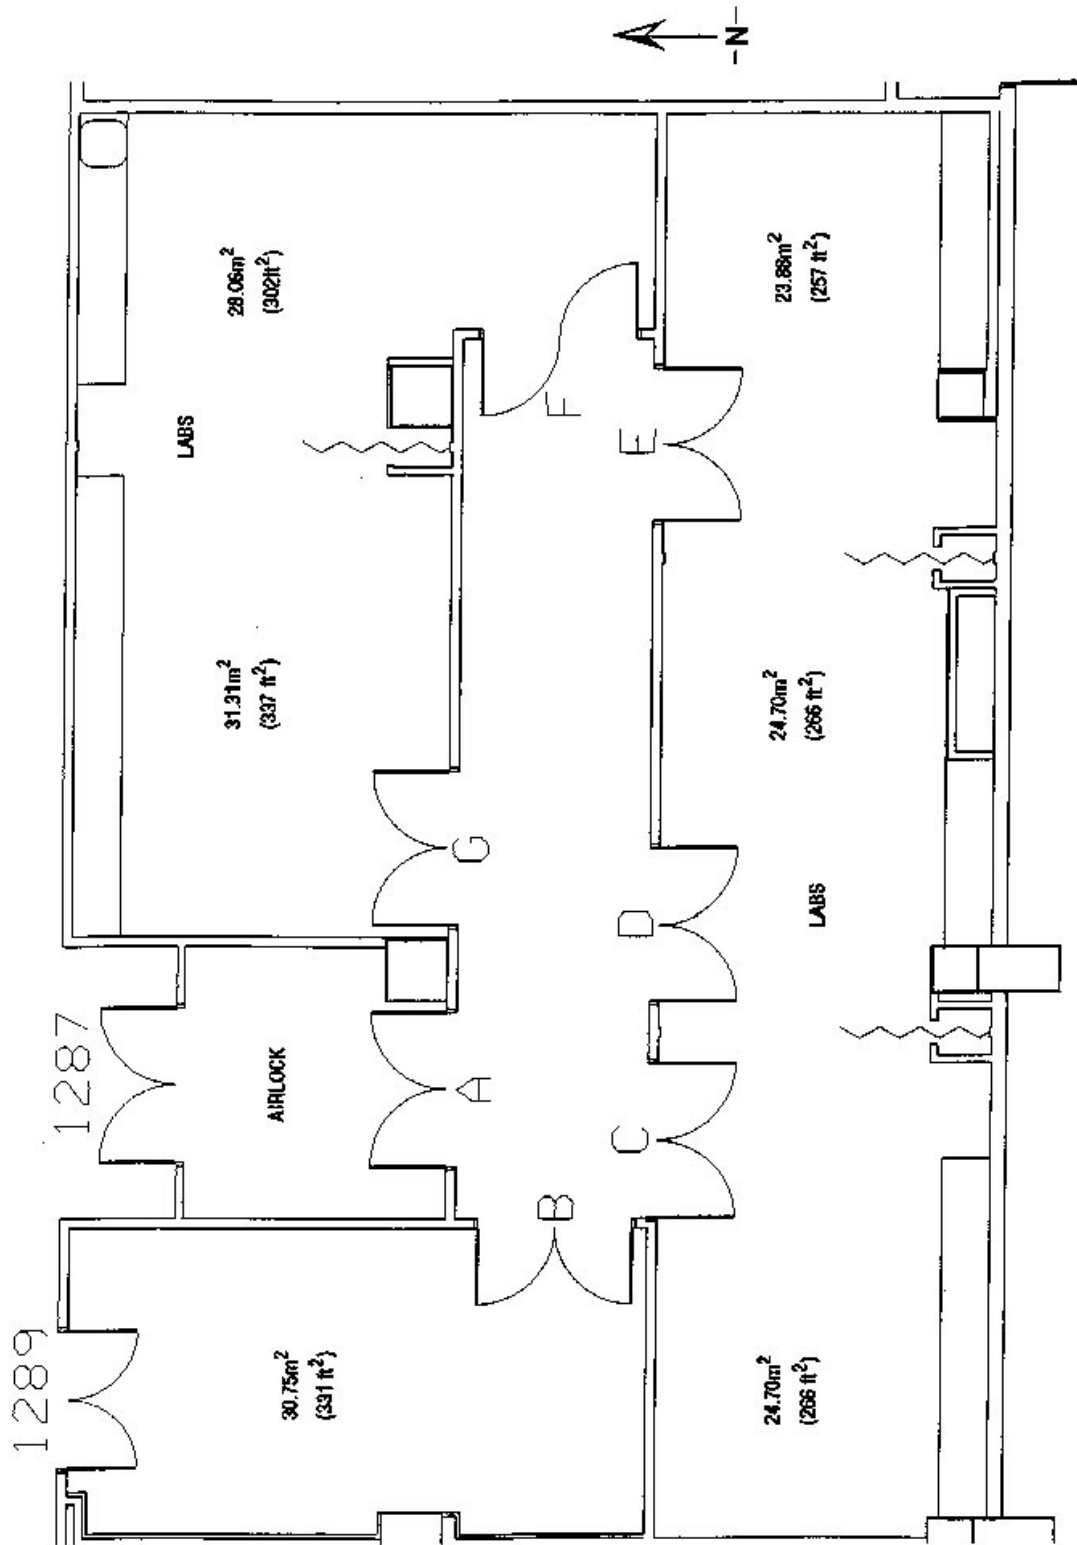 -N-
1289
1287
30.75m²
(331 ft²)
AIRLOCK
31.31m²
(337 ft²)
LABS
28.06m²
(302ft²)
B
A
G
F
C
D
E
24.70m²
(266 ft²)
LABS
24.70m²
(266 ft²)
23.88m²
(257 ft²)